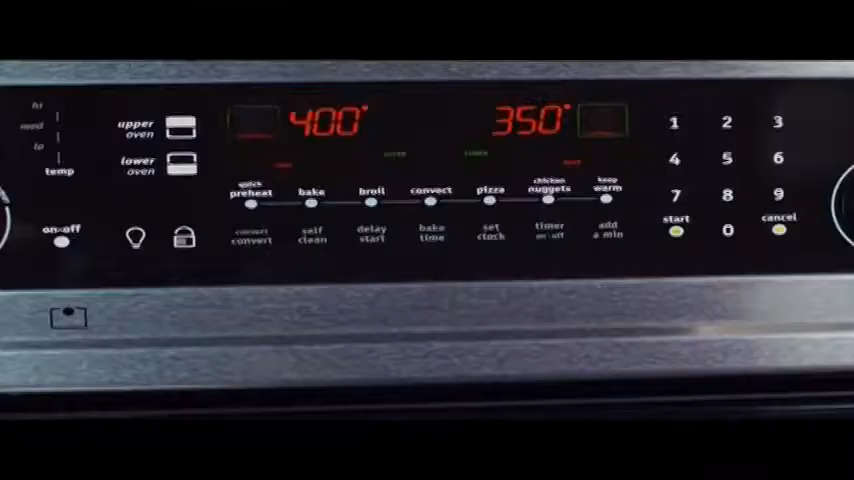 hi
med
lo
temp
on·off
upper
oven
lower
oven
400°
350°
quick
preheat
bake
broil
convect
pizza
chicken
nuggets
keep
warm
convect
convert
self
clean
delay
start
bake
time
set
clock
timer
on·off
add
a min
1 2 3
4 5 6
7 8 9
start
0
cancel